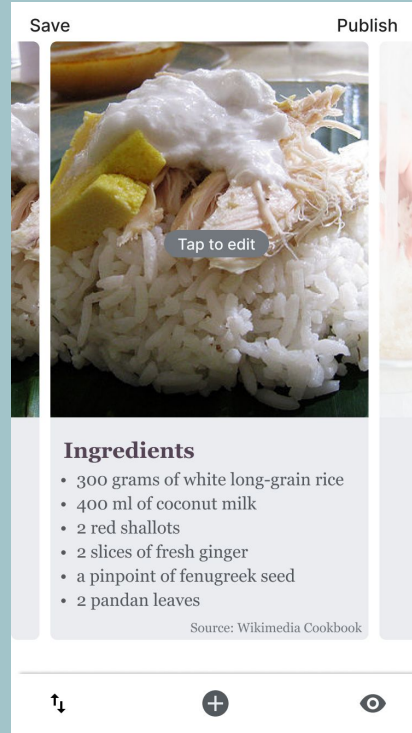 Save
Publish
Tap to edit
Ingredients
• 300 grams of white long-grain rice
• 400 ml of coconut milk
• 2 red shallots
• 2 slices of fresh ginger
• a pinpoint of fenugreek seed
• 2 pandan leaves
Source: Wikimedia Cookbook